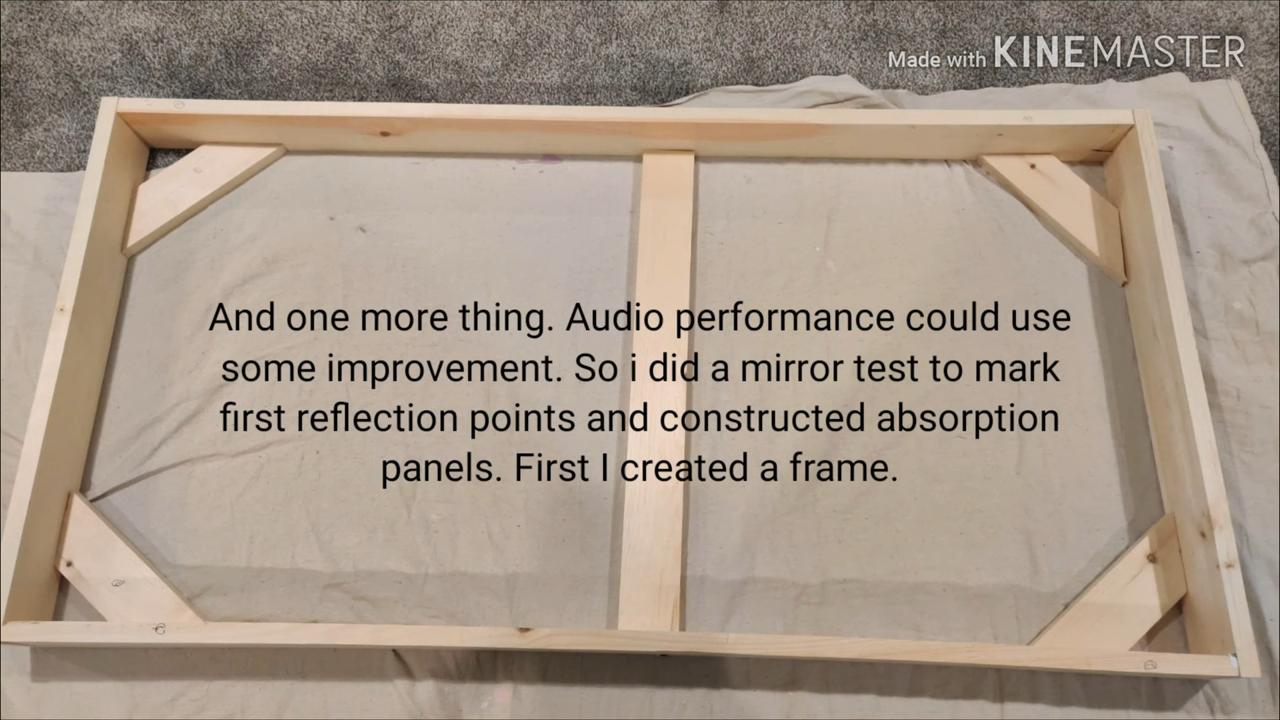 Made with KINEMASTER
And one more thing. Audio performance could use
some improvement. So i did a mirror test to mark
first reflection points and constructed absorption
panels. First I created a frame.